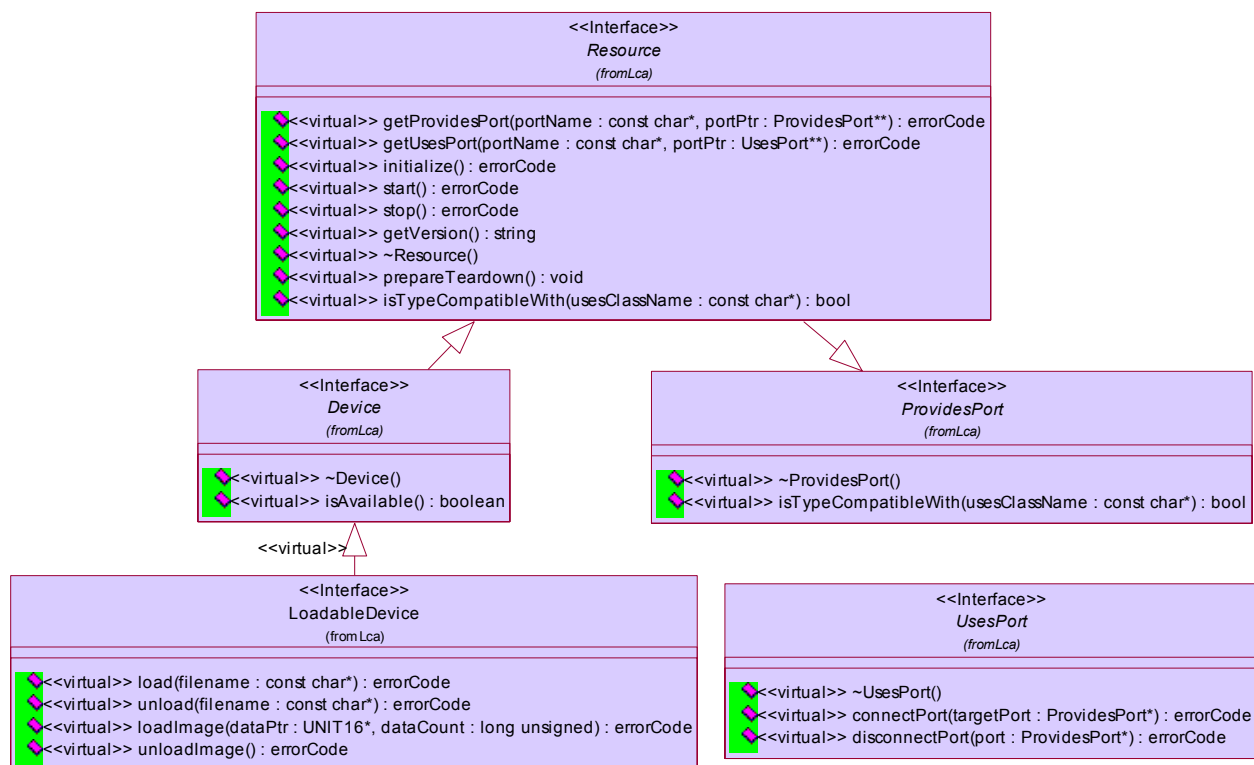 <<Interface>>
Resource
(fromLca)
<<virtual>> getProvidesPort(portName : const char*, portPtr : ProvidesPort**) : errorCode
<<virtual>> getUsesPort(portName : const char*, portPtr : UsesPort**) : errorCode
<<virtual>> initialize() : errorCode
<<virtual>> start() : errorCode
<<virtual>> stop() : errorCode
<<virtual>> getVersion() : string
<<virtual>> ~Resource()
<<virtual>> prepareTeardown() : void
<<virtual>> isTypeCompatibleWith(usesClassName : const char*) : bool
<<Interface>>
Device
(fromLca)
<<virtual>> ~Device()
<<virtual>> isAvailable() : boolean
<<Interface>>
ProvidesPort
(fromLca)
<<virtual>> ~ProvidesPort()
<<virtual>> isTypeCompatibleWith(usesClassName : const char*) : bool
<<virtual>>
<<Interface>>
LoadableDevice
(from Lca)
<<virtual>> load(filename : const char*) : errorCode
<<virtual>> unload(filename : const char*) : errorCode
<<virtual>> loadImage(dataPtr : UNIT16*, dataCount : long unsigned) : errorCode
<<virtual>> unloadImage() : errorCode
<<Interface>>
UsesPort
(fromLca)
<<virtual>> ~UsesPort()
<<virtual>> connectPort(targetPort : ProvidesPort*) : errorCode
<<virtual>> disconnectPort(port : ProvidesPort*) : errorCode